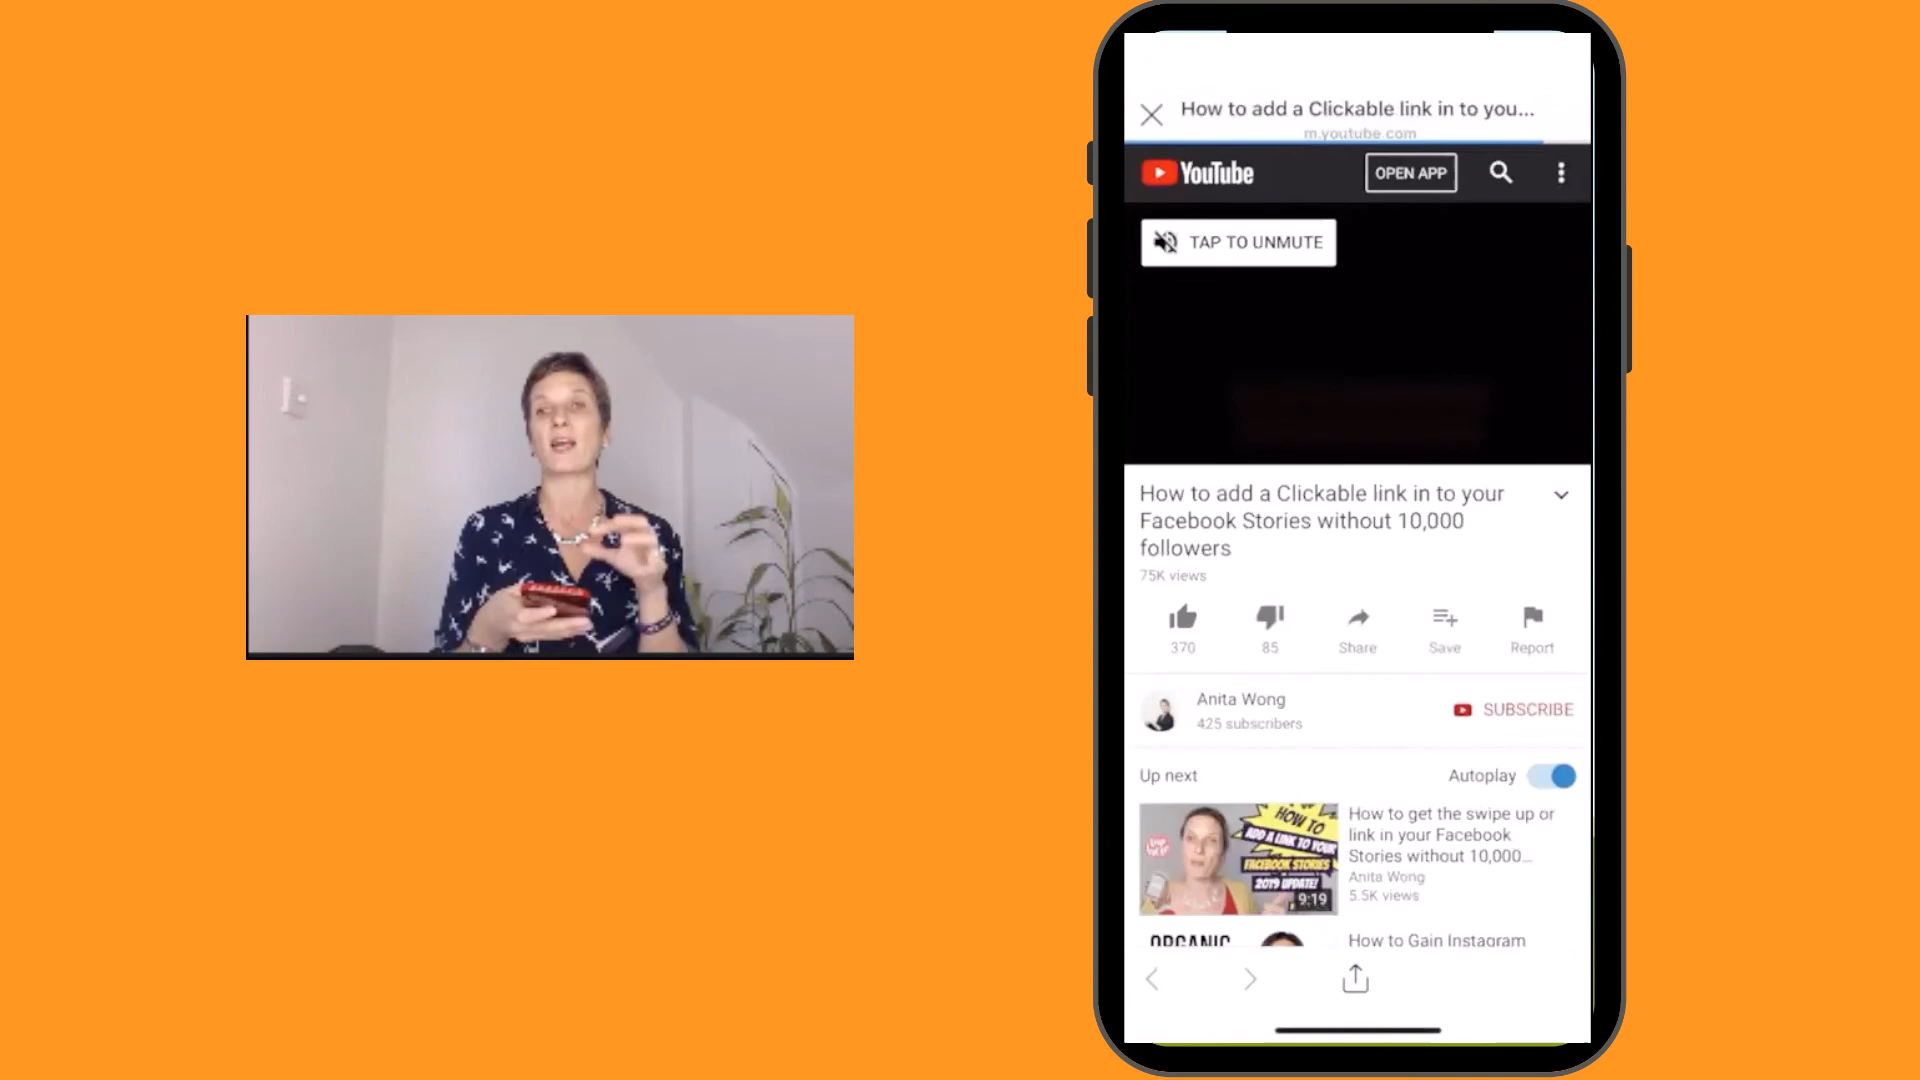 How to add a Clickable link in to you...
m.youtube.com
YouTube
OPEN APP
TAP TO UNMUTE
How to add a Clickable link in to your
Facebook Stories without 10,000
followers
75K views
370
85
Share
Save
Report
Anita Wong
425 subscribers
SUBSCRIBE
Up next
Autoplay
HOW TO
ADD A LINK TO YOUR
FACEBOOK STORIES
2019 UPDATE!
9:19
How to get the swipe up or
link in your Facebook
Stories without 10,000...
Anita Wong
5.5K views
ORGANIC
How to Gain Instagram